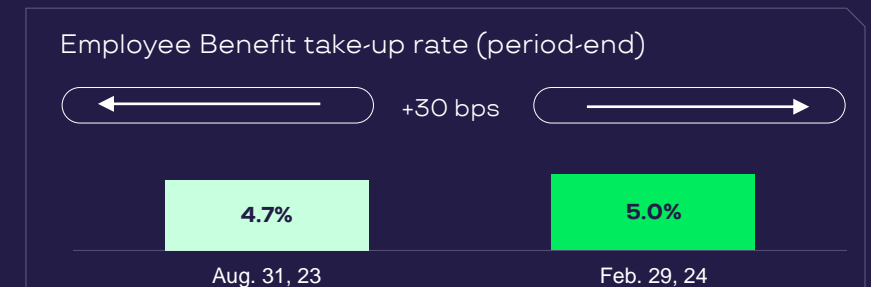 Employee Benefit take-up rate (period-end)
+30 bps
4.7%
5.0%
Aug. 31, 23
Feb. 29, 24